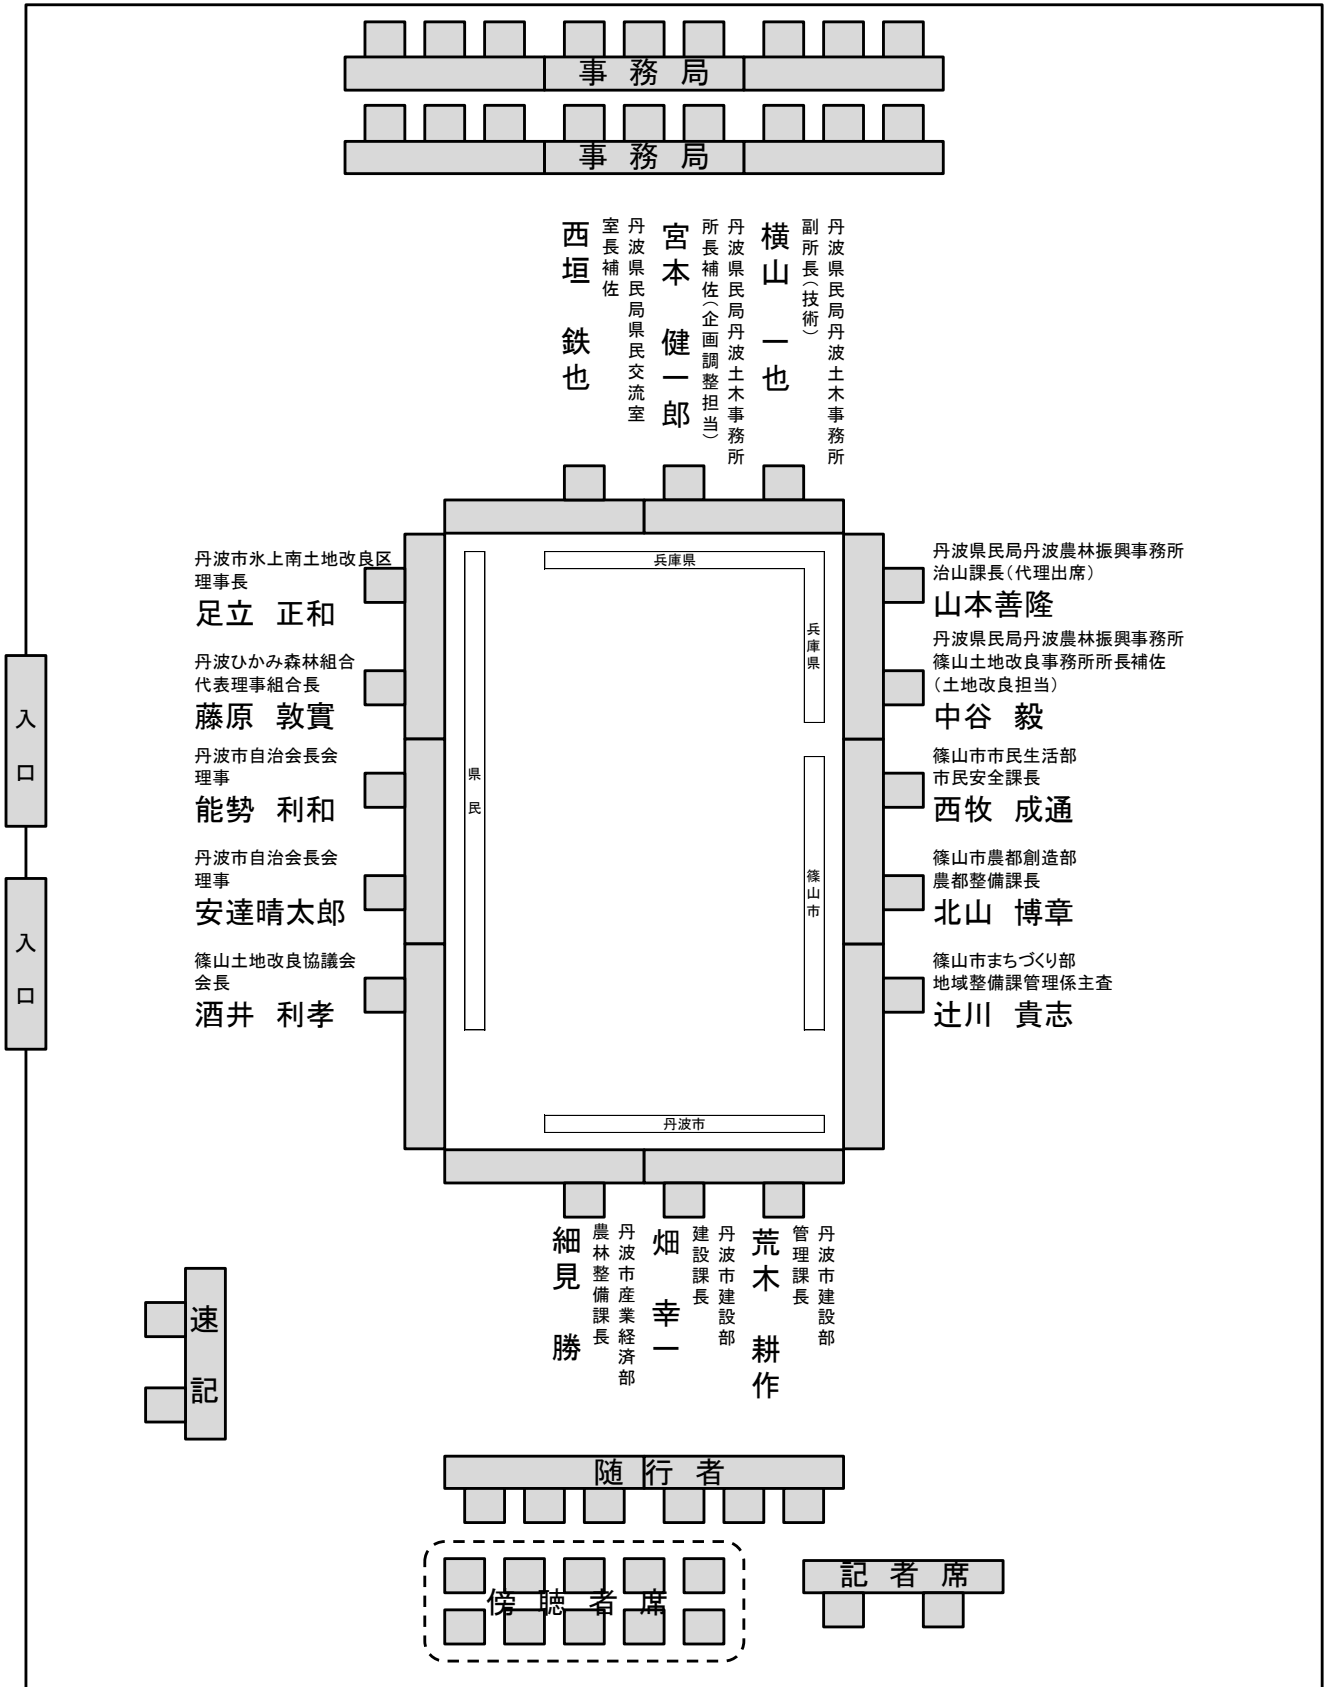 事務局
事務局
丹波県民局丹波土木事務所
副所長（技術）
横山　一也
丹波県民局丹波土木事務所
所長補佐（企画調整担当）
宮本　健一郎
丹波県民局県民交流室
室長補佐
西垣　鉄也
兵庫県
兵庫県
県民
篠山市
丹波市
丹波市氷上南土地改良区
理事長
足立　正和
丹波ひかみ森林組合
代表理事組合長
藤原　敦實
丹波市自治会長会
理事
能勢　利和
丹波市自治会長会
理事
安達晴太郎
篠山土地改良協議会
会長
酒井　利孝
丹波県民局丹波農林振興事務所
治山課長（代理出席）
山本善隆
丹波県民局丹波農林振興事務所
篠山土地改良事務所所長補佐
（土地改良担当）
中谷　毅
篠山市市民生活部
市民安全課長
西牧　成通
篠山市農都創造部
農都整備課長
北山　博章
篠山市まちづくり部
地域整備課管理係主査
辻川　貴志
入口
入口
丹波市建設部
管理課長
荒木　耕作
丹波市建設部
建設課長
畑　幸一
丹波市産業経済部
農林整備課長
細見　勝
速記
随行者
傍聴者席
記者席